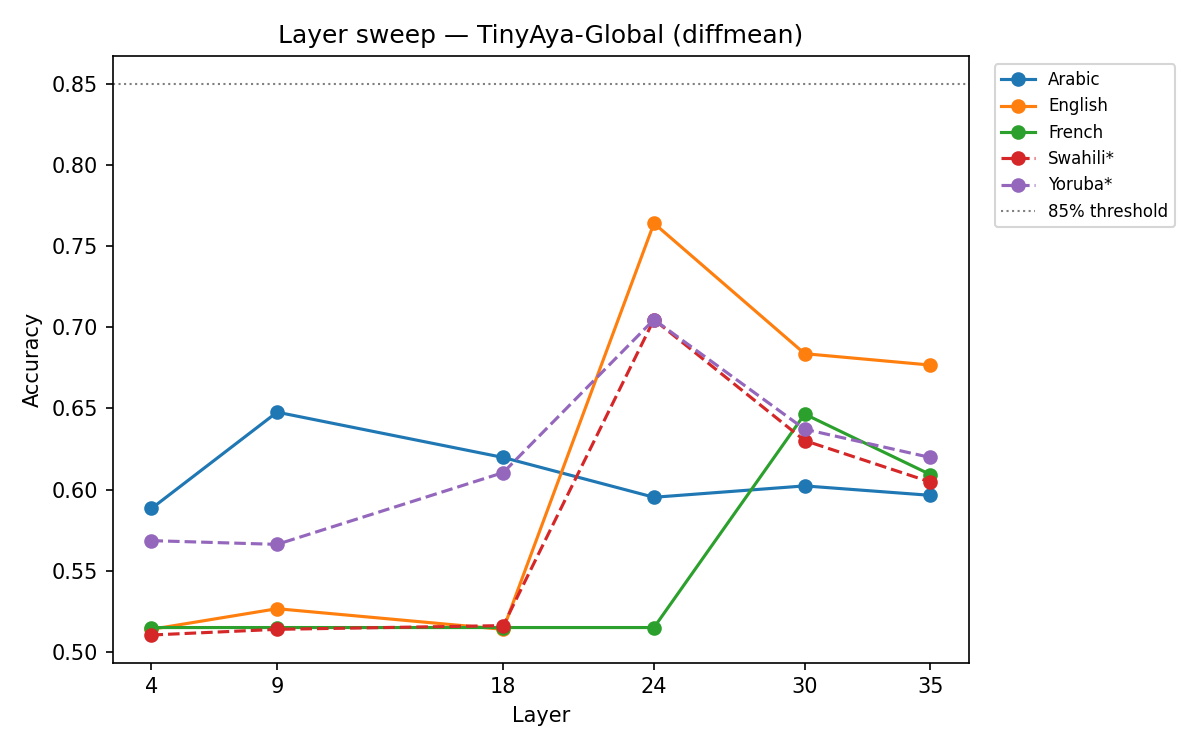 Layer sweep — TinyAya-Global (diffmean)
Arabic
English
French
Swahili*
Yoruba*
85% threshold
Accuracy
0.85
0.80
0.75
0.70
0.65
0.60
0.55
0.50
4 9 18 24 30 35
Layer